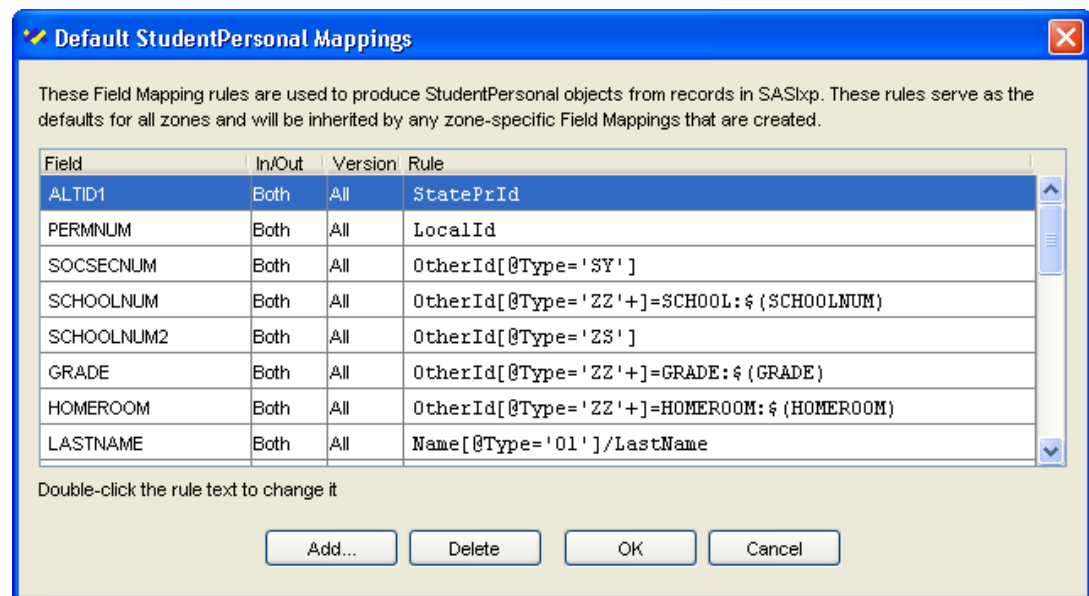 Default StudentPersonal Mappings
These Field Mapping rules are used to produce StudentPersonal objects from records in SASIxp. These rules serve as the
defaults for all zones and will be inherited by any zone-specific Field Mappings that are created.
Field In/Out Version Rule
ALTID1 Both All StatePrId
PERMNUM Both All LocalId
SOCSECNUM Both All OtherId[@Type='SY']
SCHOOLNUM Both All OtherId[@Type='ZZ'+]=SCHOOL:$(SCHOOLNUM)
SCHOOLNUM2 Both All OtherId[@Type='ZS']
GRADE Both All OtherId[@Type='ZZ'+]=GRADE:$(GRADE)
HOMEROOM Both All OtherId[@Type='ZZ'+]=HOMEROOM:$(HOMEROOM)
LASTNAME Both All Name[@Type='01']/LastName
Double-click the rule text to change it
Add... Delete OK Cancel